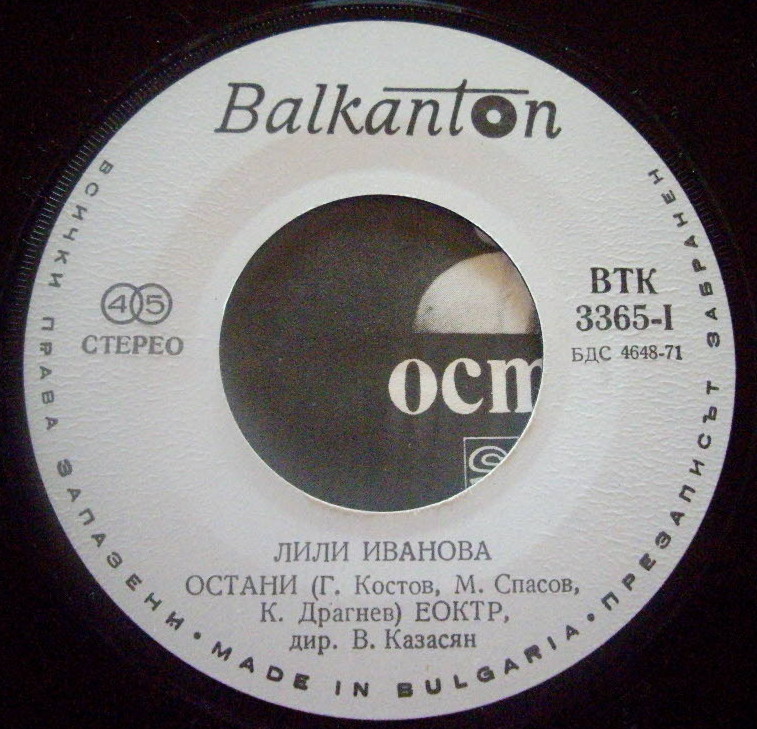 Balkanton
45
СТЕРЕО
ВТК
3365-I
БДС 4648-71
ост
S
ЛИЛИ ИВАНОВА
ОСТАНИ (Г. Костов, М. Спасов,
К. Драгнев) ЕОКТР,
дир. В. Казасян
ВСИЧКИ ПРАВА ЗАПАЗЕНИ • MADE IN BULGARIA • ПРЕЗАПИСЪТ ЗАБРАНЕН